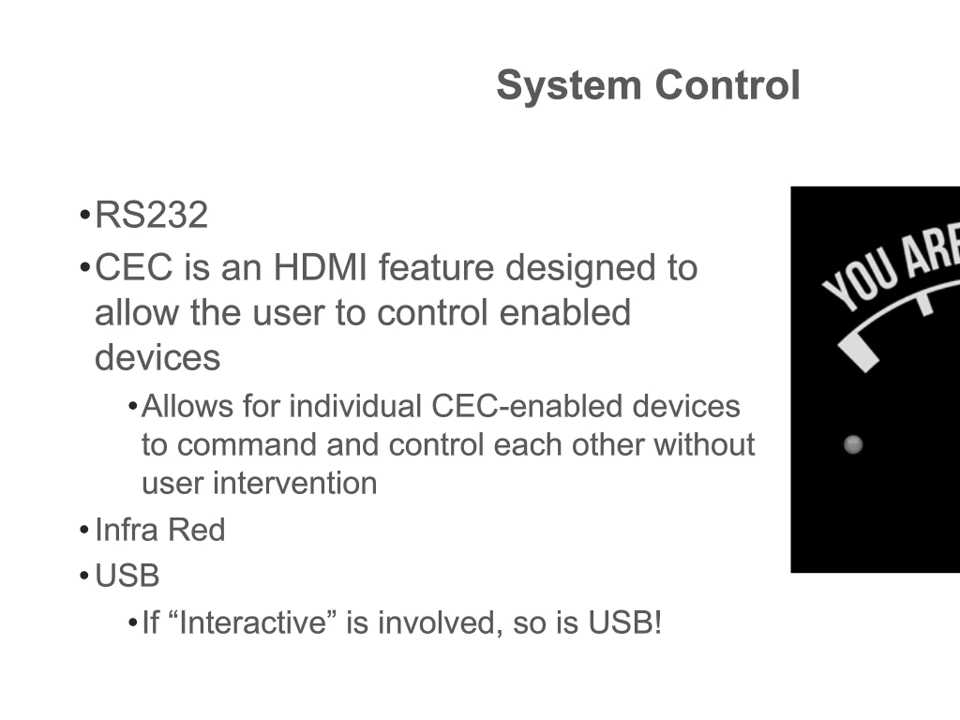 System Control
•RS232
•CEC is an HDMI feature designed to
allow the user to control enabled
devices
•Allows for individual CEC-enabled devices
to command and control each other without
user intervention
•Infra Red
•USB
•If “Interactive” is involved, so is USB!
YOU ARE